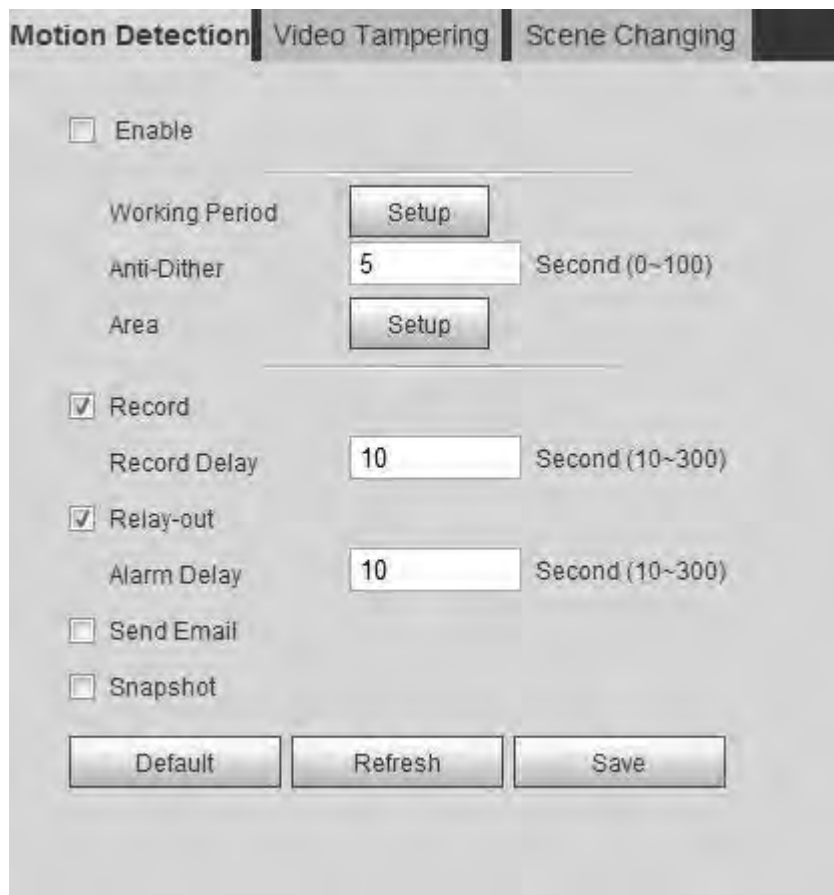 Motion Detection Video Tampering Scene Changing
Enable
Working Period Setup
Anti-Dither 5 Second (0~100)
Area Setup
Record
Record Delay 10 Second (10~300)
Relay-out
Alarm Delay 10 Second (10~300)
Send Email
Snapshot
Default Refresh Save